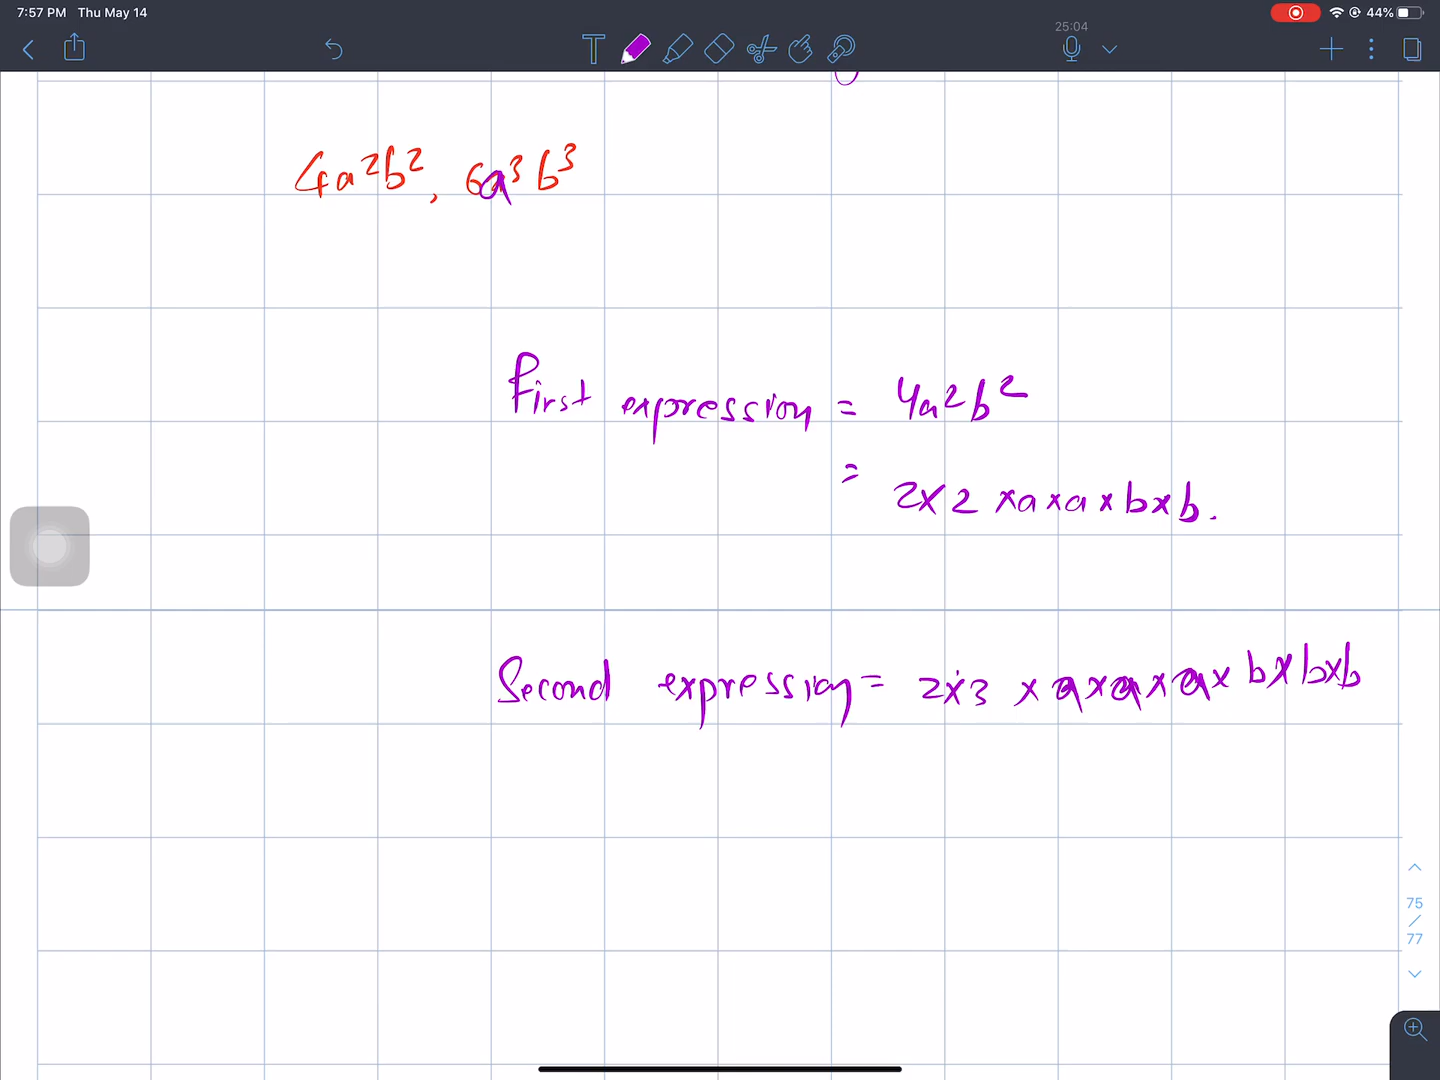 7:57 PM Thu May 14 44%
25:04
4a²b², 6a³b³
First expression = 4a²b²
= 2×2×a×a×b×b.
Second expression = 2×3×a×a×a×b×b×b
75
/
77